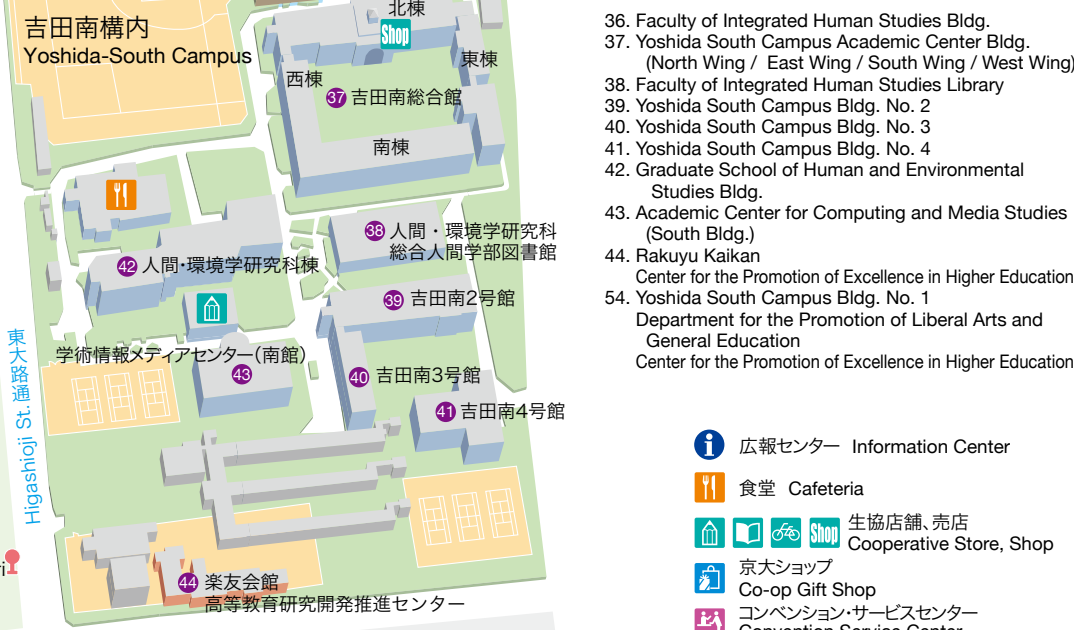 吉田南構内
Yoshida-South Campus
北棟
Shop
東棟
西棟
37 吉田南総合館
南棟
38 人間・環境学研究科
総合人間学部図書館
42 人間・環境学研究科棟
39 吉田南2号館
学術情報メディアセンター(南館)
43
40 吉田南3号館
41 吉田南4号館
東大路通
Higashioji St.
44 楽友会館
高等教育研究開発推進センター
36. Faculty of Integrated Human Studies Bldg.
37. Yoshida South Campus Academic Center Bldg.
(North Wing / East Wing / South Wing / West Wing)
38. Faculty of Integrated Human Studies Library
39. Yoshida South Campus Bldg. No. 2
40. Yoshida South Campus Bldg. No. 3
41. Yoshida South Campus Bldg. No. 4
42. Graduate School of Human and Environmental
Studies Bldg.
43. Academic Center for Computing and Media Studies
(South Bldg.)
44. Rakuyu Kaikan
Center for the Promotion of Excellence in Higher Education
54. Yoshida South Campus Bldg. No. 1
Department for the Promotion of Liberal Arts and
General Education
Center for the Promotion of Excellence in Higher Education
広報センター Information Center
食堂 Cafeteria
Shop 生協店舗、売店
Cooperative Store, Shop
京大ショップ
Co-op Gift Shop
コンベンション・サービスセンター
Convention Service Center